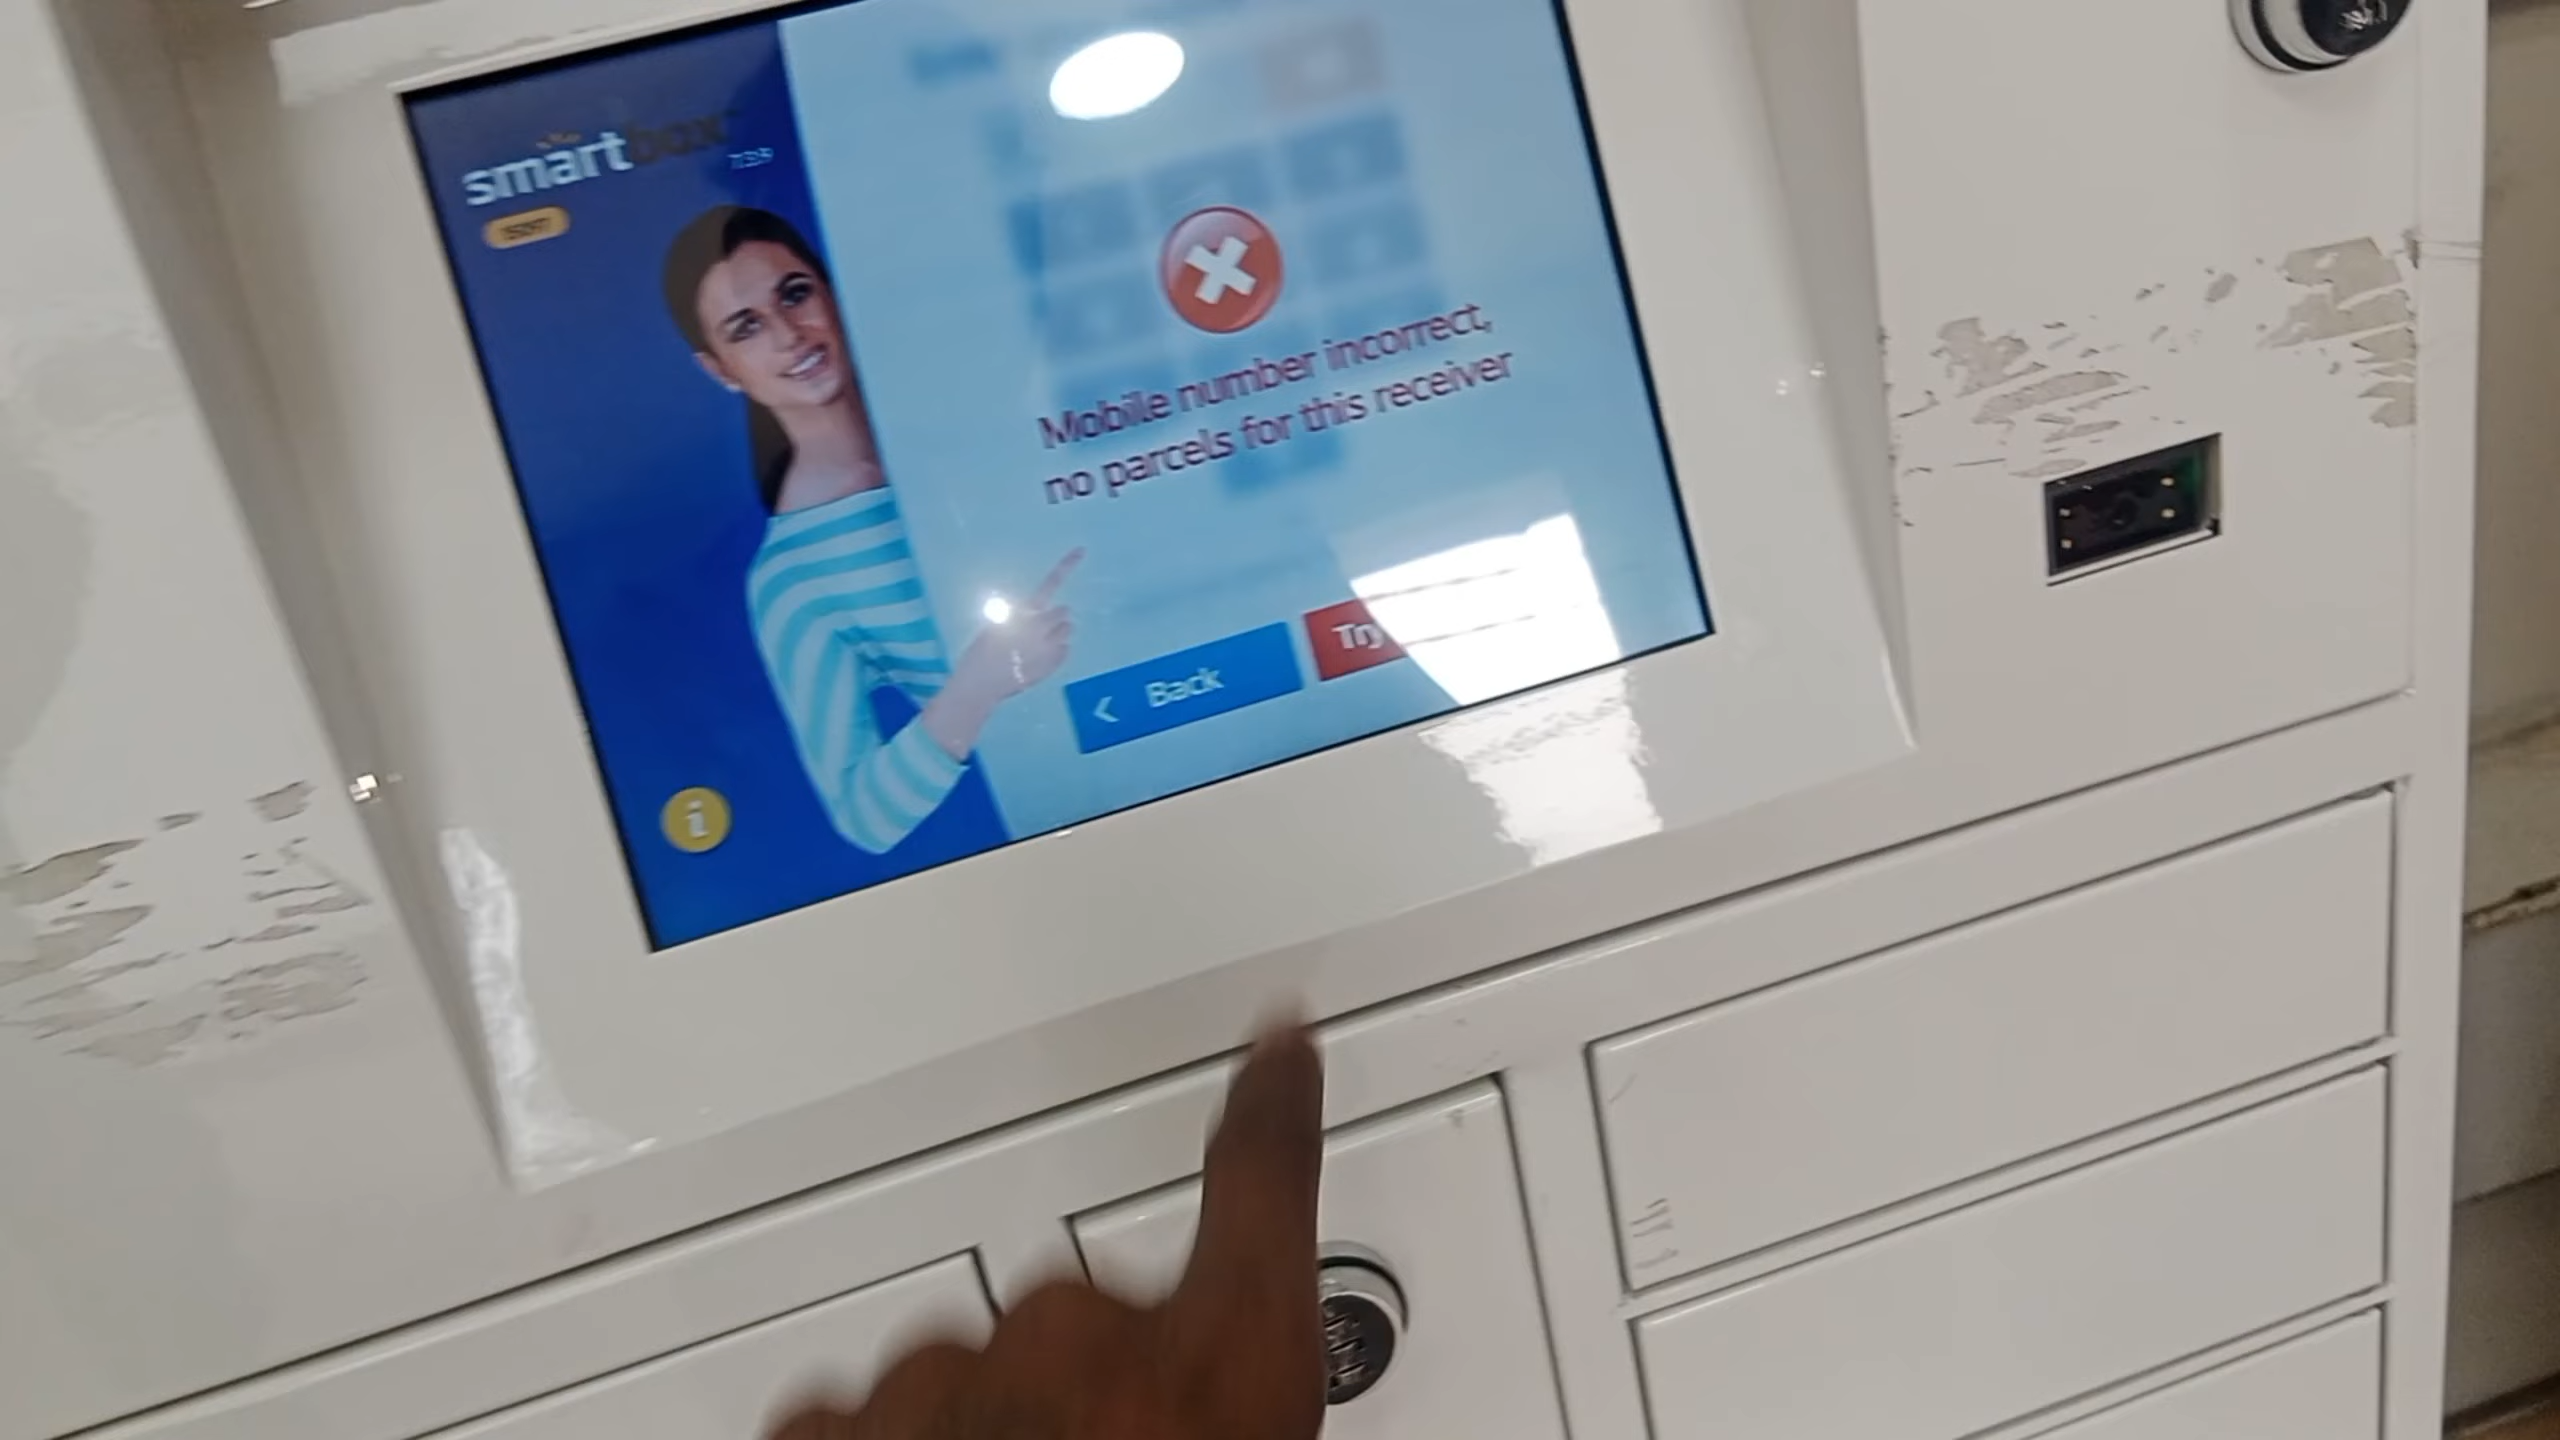 smartbox
Mobile number incorrect,
no parcels for this receiver
Back
Try
i